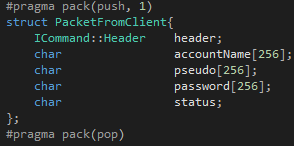 #pragma pack(push, 1)
struct PacketFromClient{
    ICommand::Header    header;
    char                accountName[256];
    char                pseudo[256];
    char                password[256];
    char                status;
};
#pragma pack(pop)